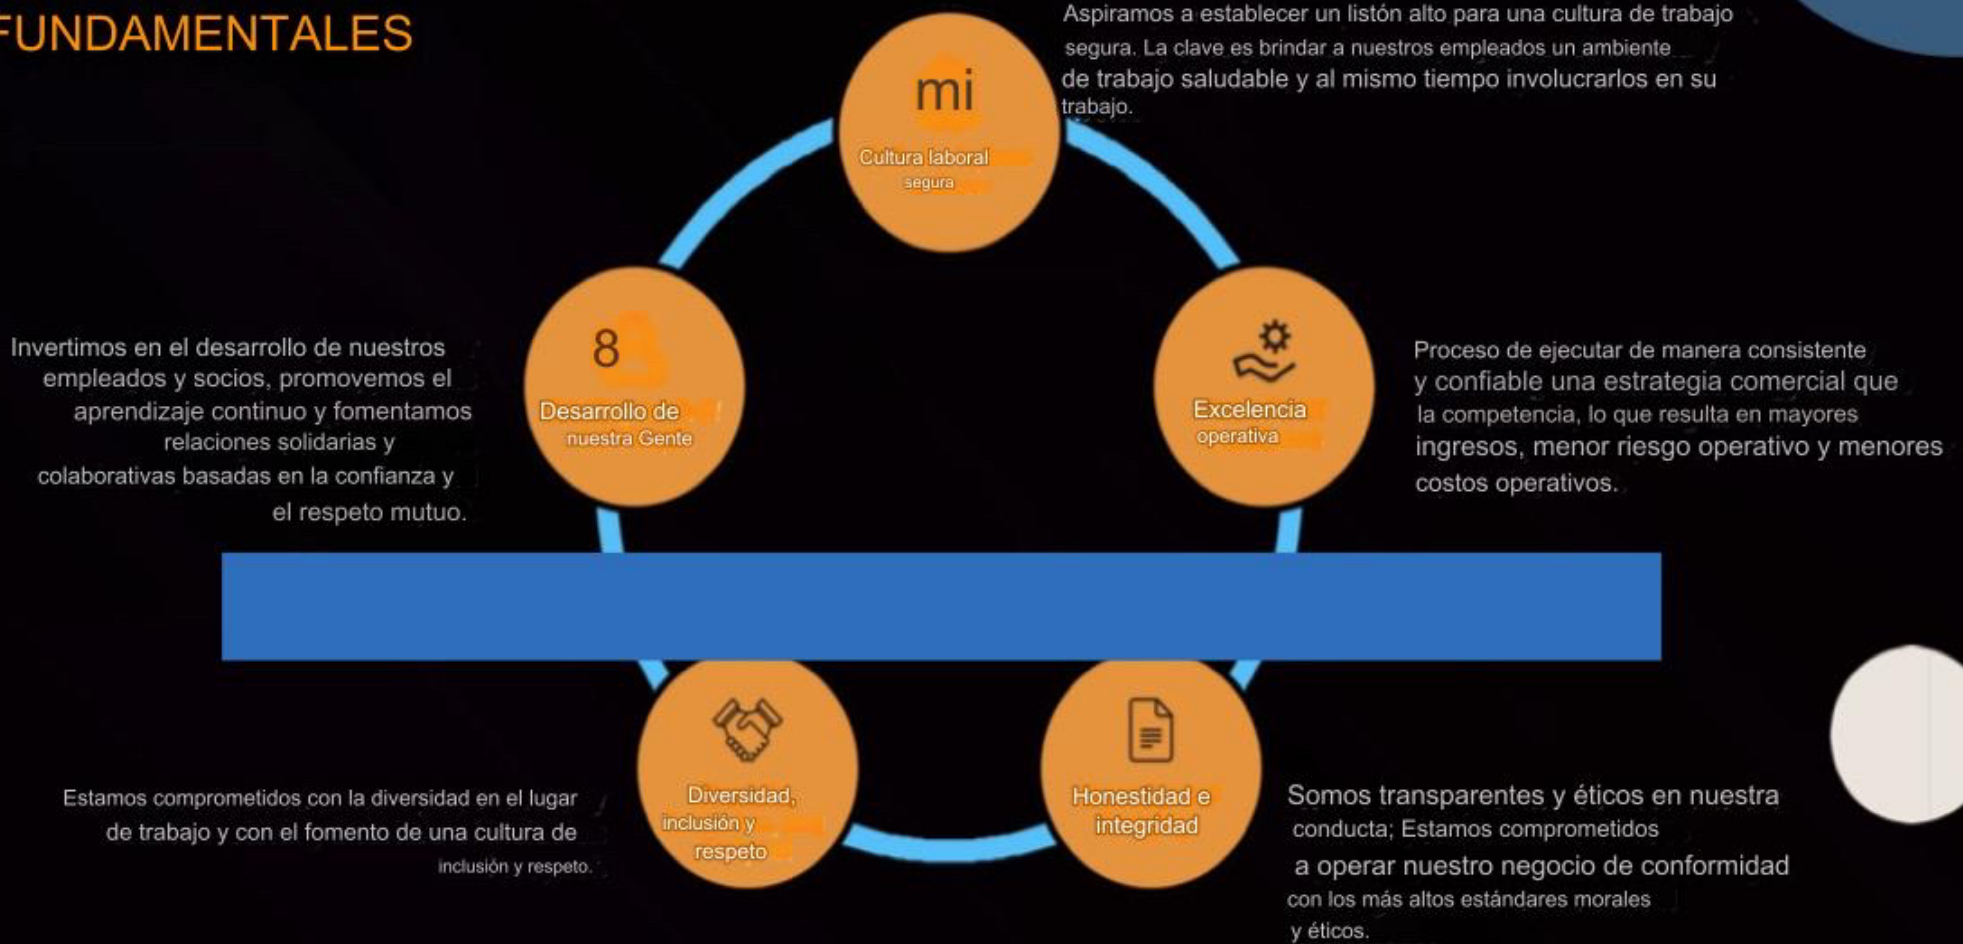 FUNDAMENTALES
Aspiramos a establecer un listón alto para una cultura de trabajo
segura. La clave es brindar a nuestros empleados un ambiente
de trabajo saludable y al mismo tiempo involucrarlos en su
trabajo.
mi
Cultura laboral
segura
Invertimos en el desarrollo de nuestros
empleados y socios, promovemos el
aprendizaje continuo y fomentamos
relaciones solidarias y
colaborativas basadas en la confianza y
el respeto mutuo.
8
Desarrollo de
nuestra Gente
Excelencia
operativa
Proceso de ejecutar de manera consistente
y confiable una estrategia comercial que
la competencia, lo que resulta en mayores
ingresos, menor riesgo operativo y menores
costos operativos.
Estamos comprometidos con la diversidad en el lugar
de trabajo y con el fomento de una cultura de
inclusión y respeto.
Diversidad,
inclusión y
respeto
Honestidad e
integridad
Somos transparentes y éticos en nuestra
conducta; Estamos comprometidos
a operar nuestro negocio de conformidad
con los más altos estándares morales
y éticos.